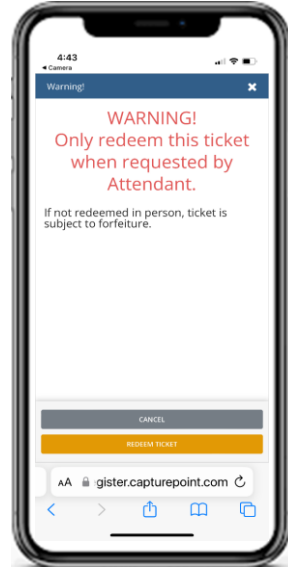 4:43
◄ Camera
Warning!
WARNING!
Only redeem this ticket
when requested by
Attendant.
If not redeemed in person, ticket is
subject to forfeiture.
CANCEL
REDEEM TICKET
AA gister.capturepoint.com